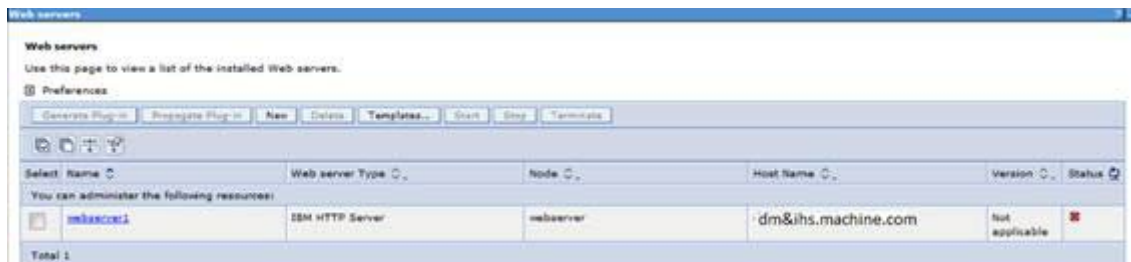 Web servers
Web servers
Use this page to view a list of the installed Web servers.
Preferences
Generate Plug-in Propagate Plug-in New Delete Templates... Start Stop Terminate
Select Name Web server Type Node Host Name Version Status
You can administer the following resources:
webserver1 IBM HTTP Server webserver dm&ihs.machine.com Not applicable
Total 1